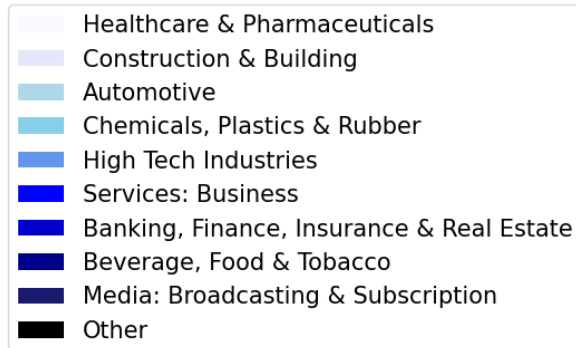 Healthcare & Pharmaceuticals
Construction & Building
Automotive
Chemicals, Plastics & Rubber
High Tech Industries
Services: Business
Banking, Finance, Insurance & Real Estate
Beverage, Food & Tobacco
Media: Broadcasting & Subscription
Other